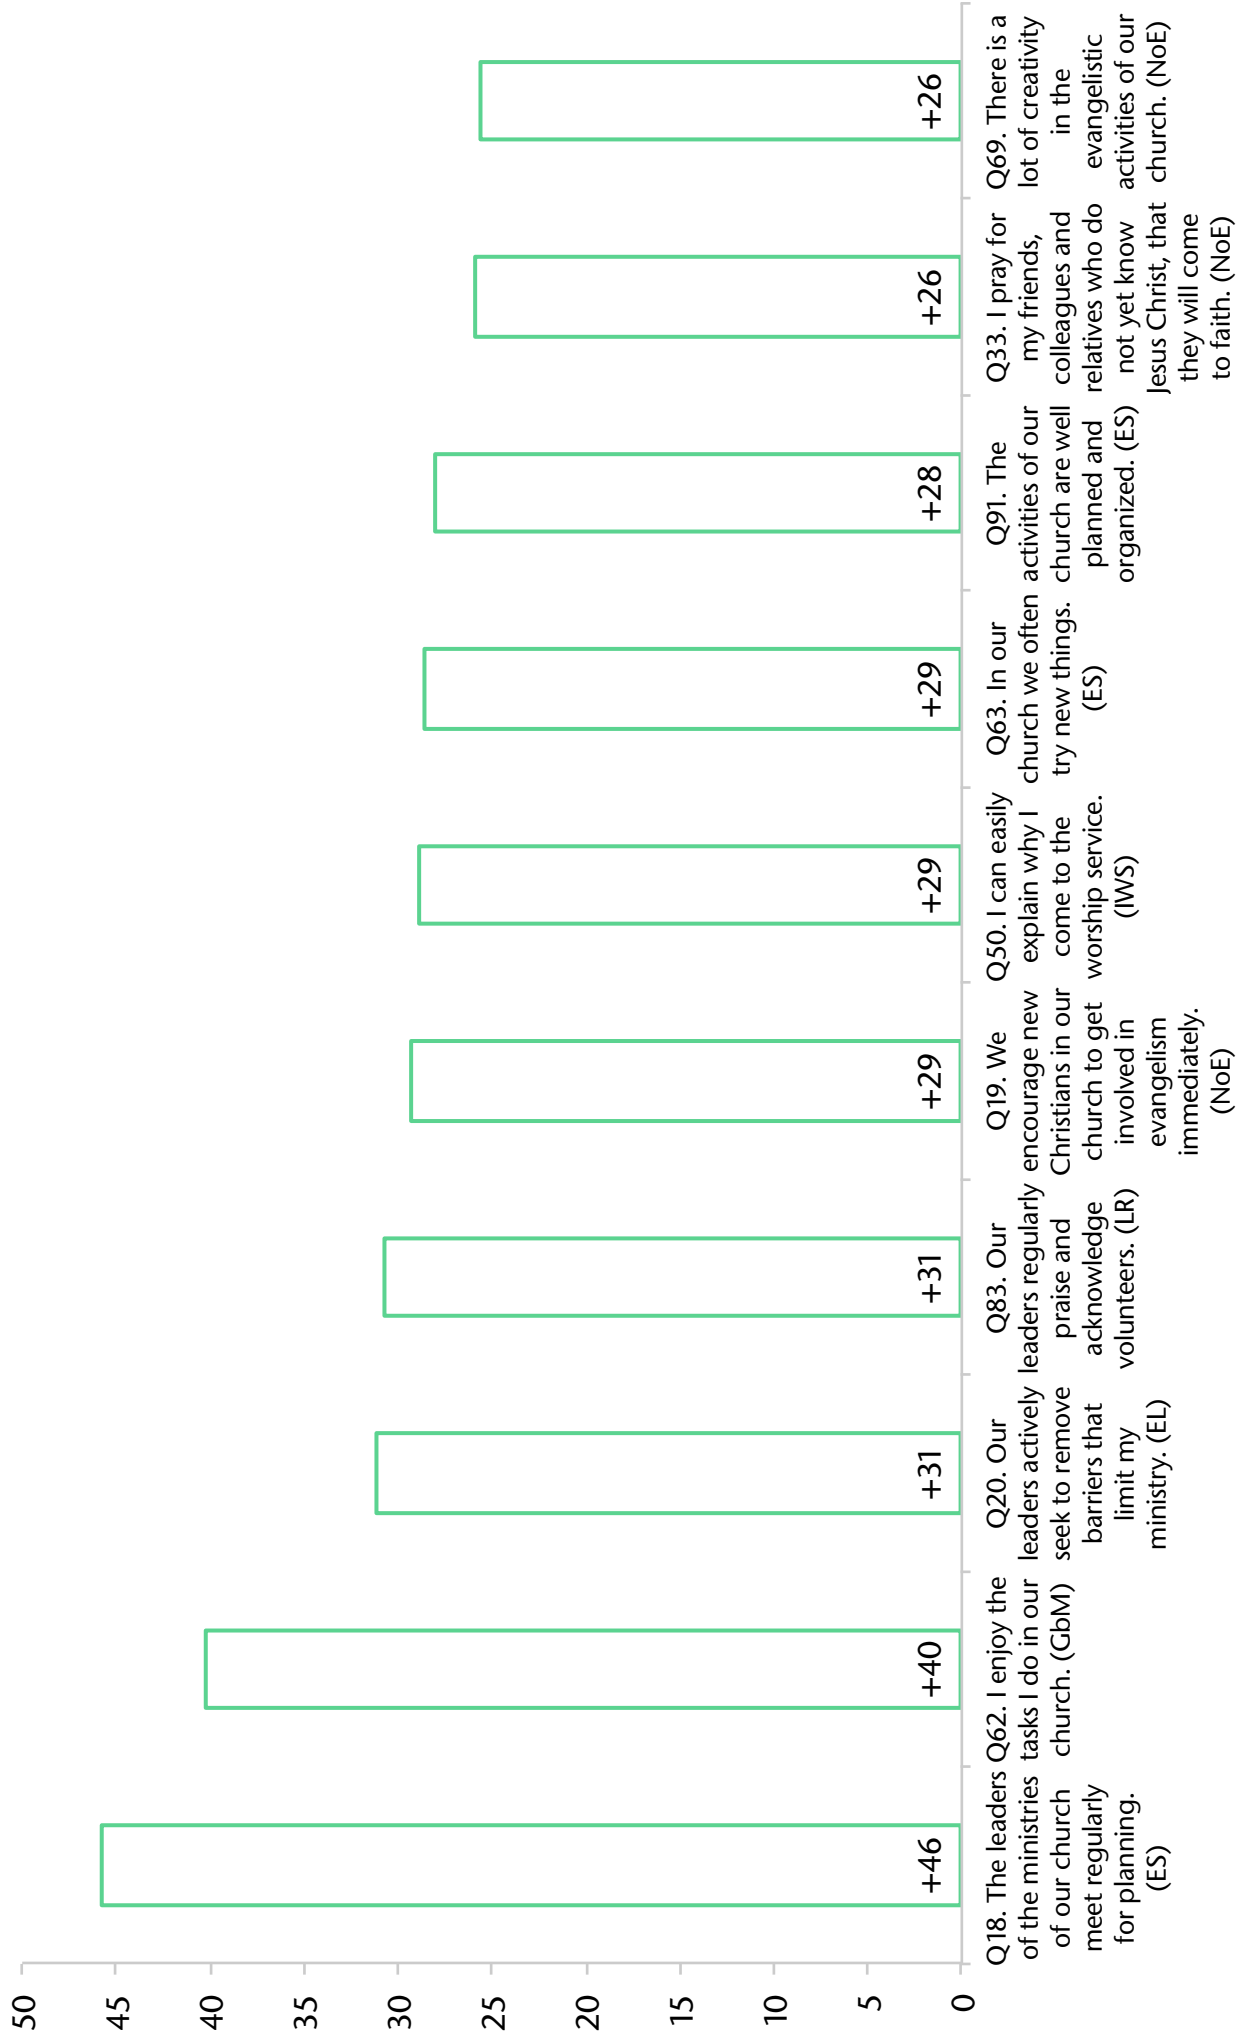 50
45
40
35
30
25
20
15
10
5
0
+46
+40
+31
+31
+29
+29
+29
+28
+26
+26
Q18. The leaders
of the ministries
of our church
meet regularly
for planning.
(ES)
Q62. I enjoy the
tasks I do in our
church. (GbM)
Q20. Our
leaders actively
seek to remove
barriers that
limit my
ministry. (EL)
Q83. Our
leaders regularly
praise and
acknowledge
volunteers. (LR)
Q19. We
encourage new
Christians in our
church to get
involved in
evangelism
immediately.
(NoE)
Q50. I can easily
explain why I
come to the
worship service.
(IWS)
Q63. In our
church we often
try new things.
(ES)
Q91. The
activities of our
church are well
planned and
organized. (ES)
Q33. I pray for
my friends,
colleagues and
relatives who do
not yet know
Jesus Christ, that
they will come
to faith. (NoE)
Q69. There is a
lot of creativity
in the
evangelistic
activities of our
church. (NoE)